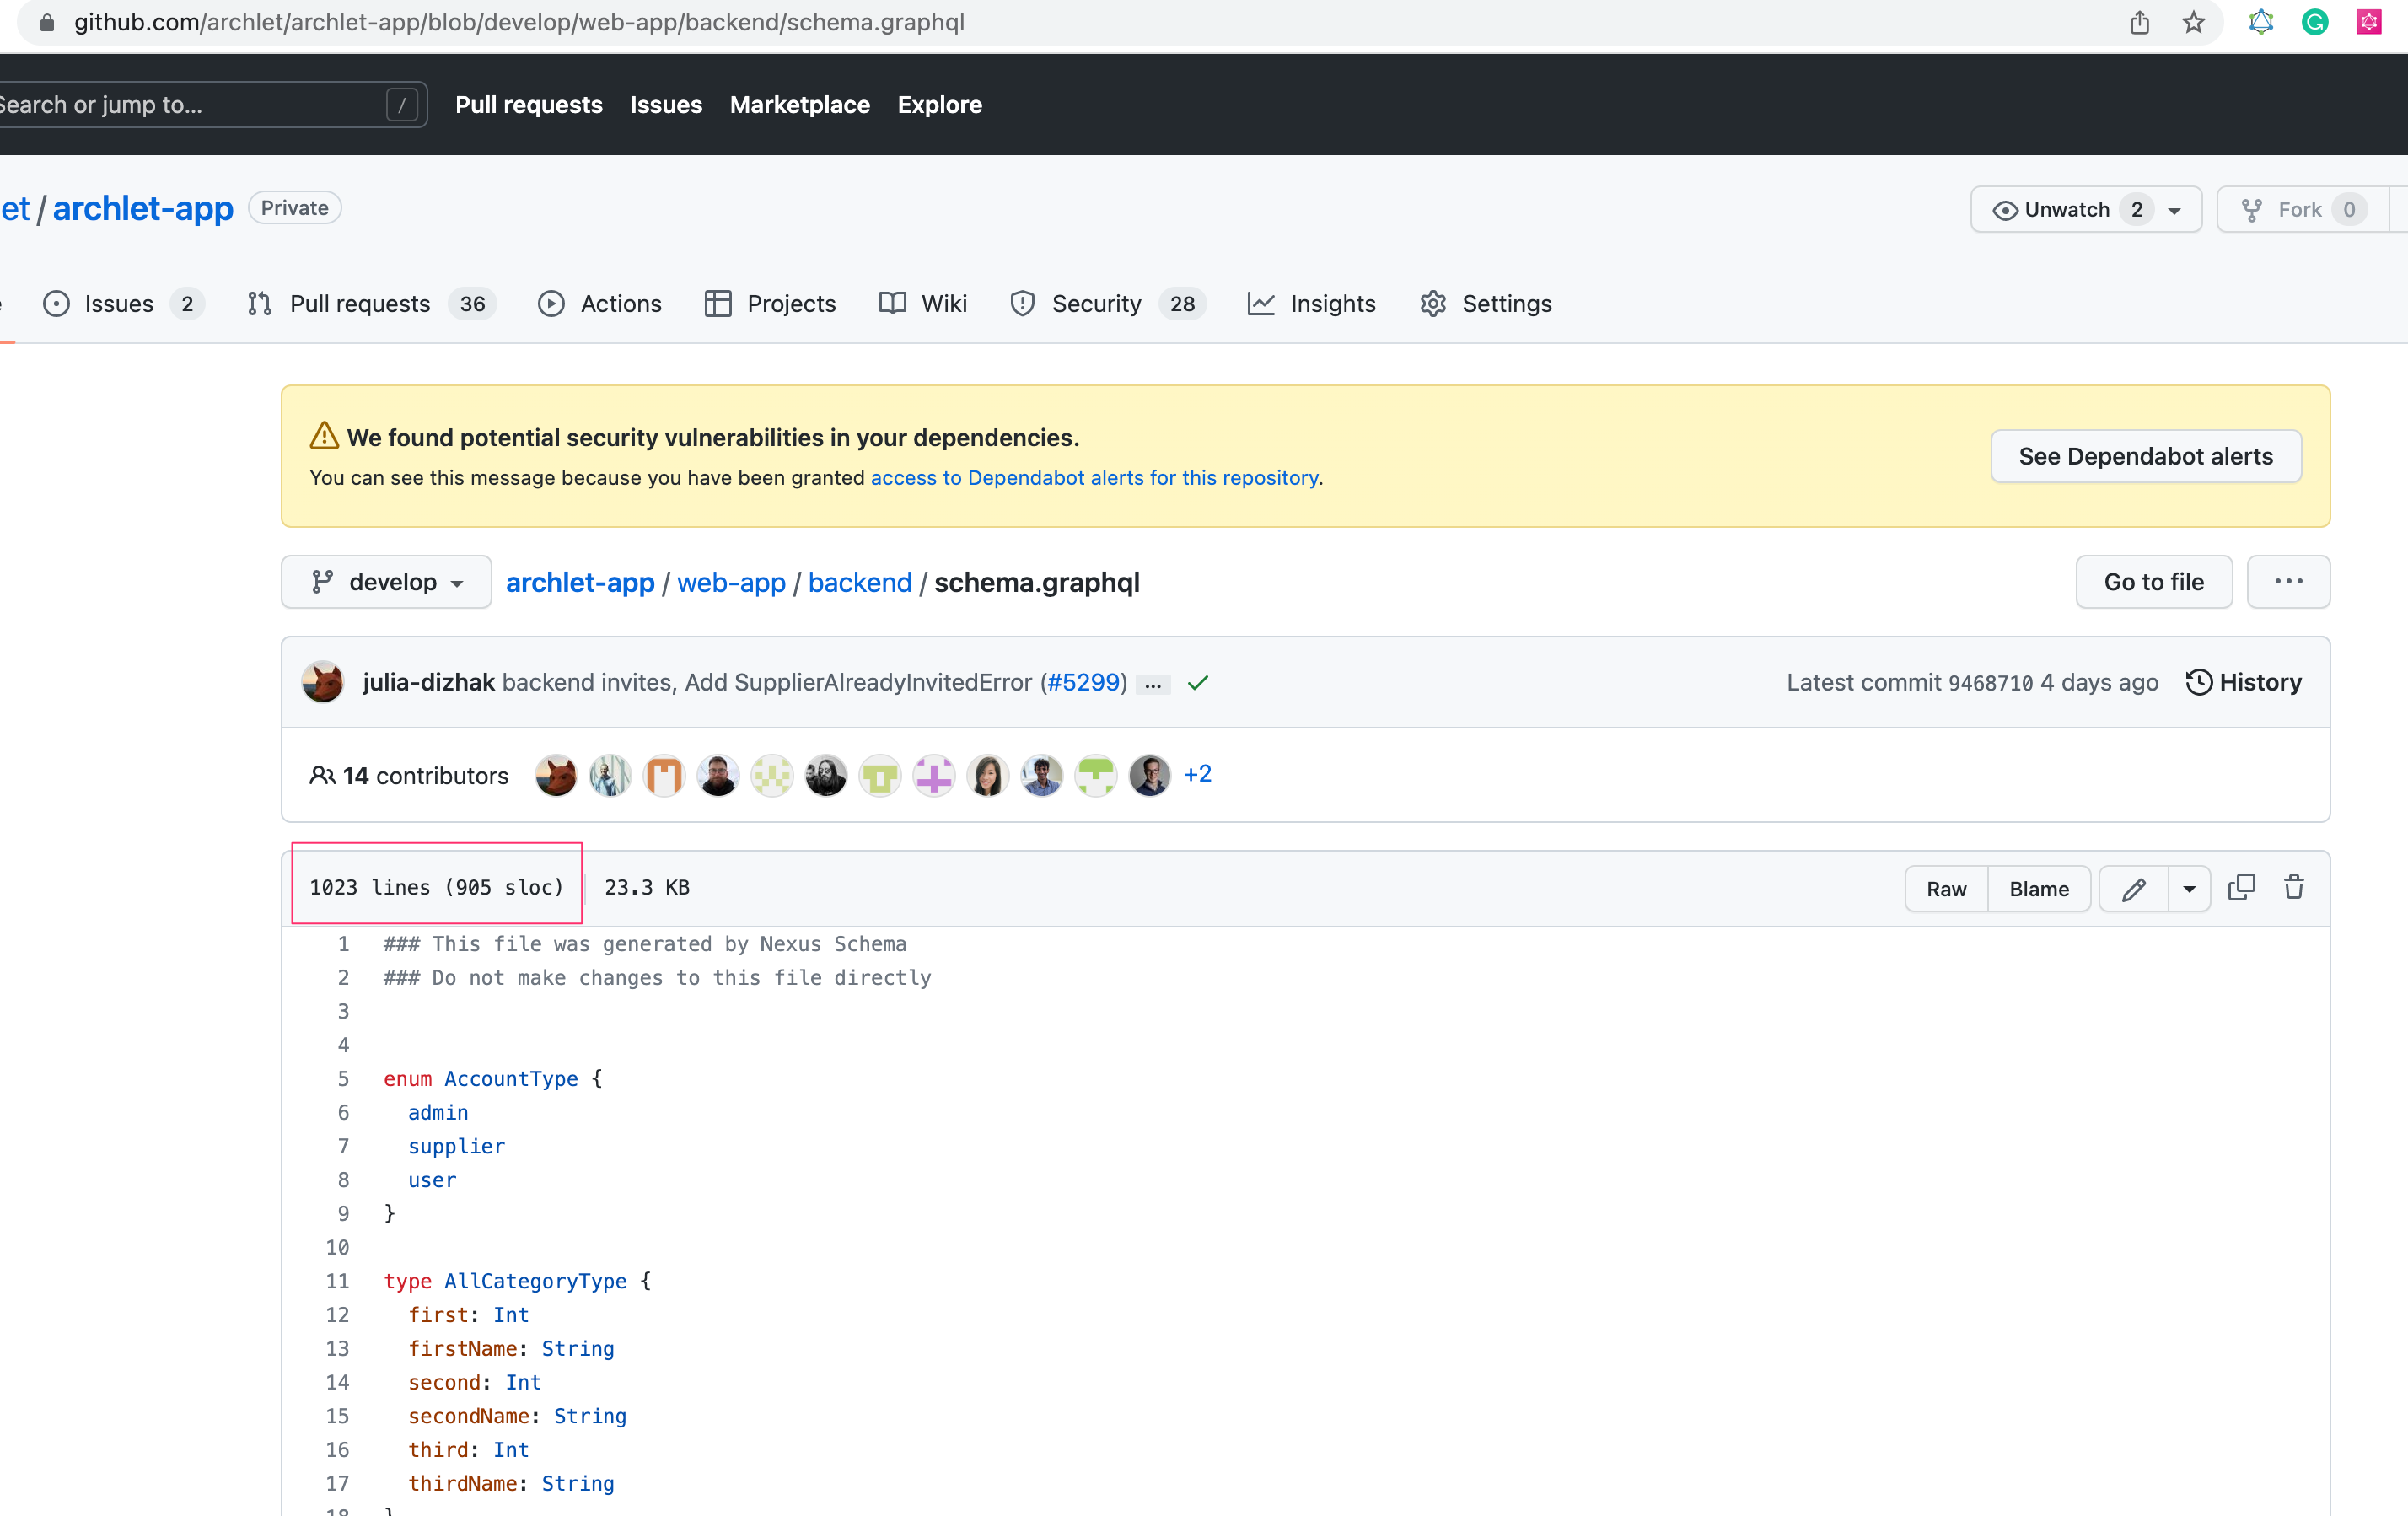 github.com/archlet/archlet-app/blob/develop/web-app/backend/schema.graphql
Search or jump to... /
Pull requests Issues Marketplace Explore
et / archlet-app Private
Unwatch 2 Fork 0
Issues 2 Pull requests 36 Actions Projects Wiki Security 28 Insights Settings
We found potential security vulnerabilities in your dependencies.
You can see this message because you have been granted access to Dependabot alerts for this repository.
See Dependabot alerts
develop archlet-app / web-app / backend / schema.graphql
Go to file ...
julia-dizhak backend invites, Add SupplierAlreadyInvitedError (#5299) ...
Latest commit 9468710 4 days ago History
14 contributors +2
1023 lines (905 sloc) 23.3 KB
Raw Blame
1 ### This file was generated by Nexus Schema
2 ### Do not make changes to this file directly
3
4
5 enum AccountType {
6 admin
7 supplier
8 user
9 }
10
11 type AllCategoryType {
12 first: Int
13 firstName: String
14 second: Int
15 secondName: String
16 third: Int
17 thirdName: String
18 }